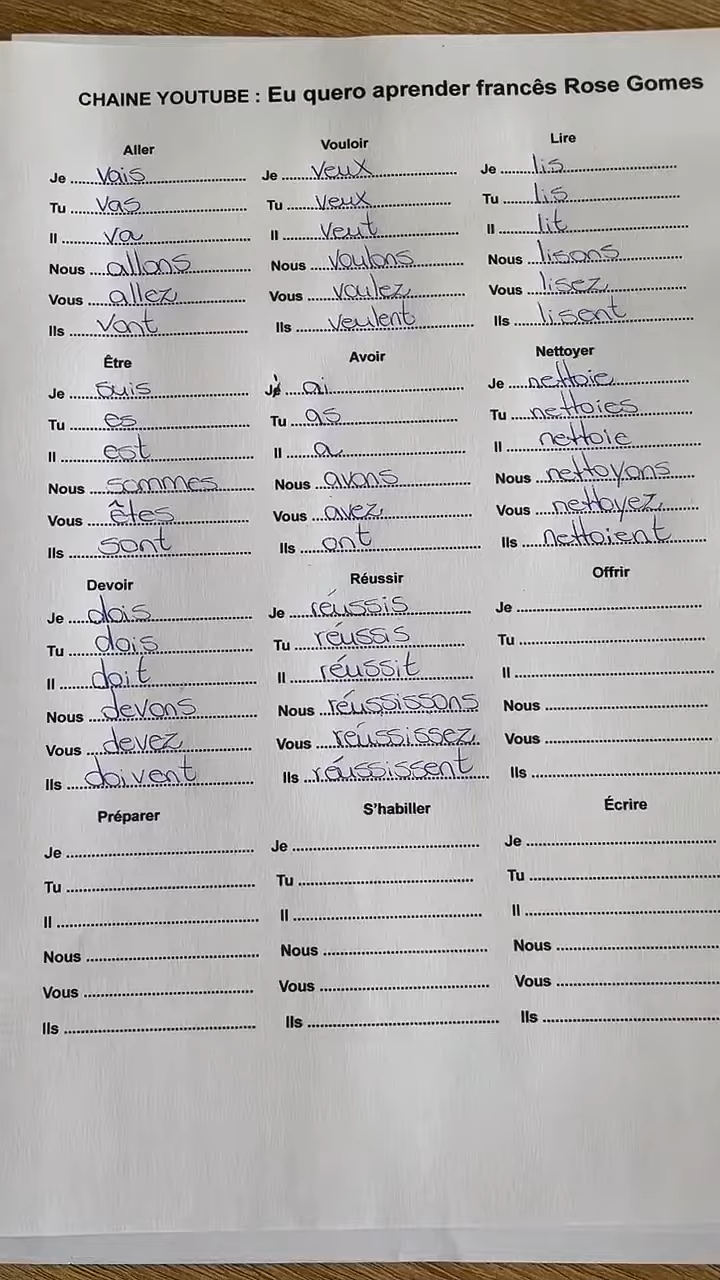 CHAINE YOUTUBE : Eu quero aprender francês Rose Gomes
Aller
Je vais
Tu vas
Il va
Nous allons
Vous allez
Ils vont
Vouloir
Je veux
Tu veux
Il veut
Nous voulons
Vous voulez
Ils veulent
Lire
Je lis
Tu lis
Il lit
Nous lisons
Vous lisez
Ils lisent
Être
Je suis
Tu es
Il est
Nous sommes
Vous êtes
Ils sont
Avoir
J' ai
Tu as
Il a
Nous avons
Vous avez
Ils ont
Nettoyer
Je nettoie
Tu nettoies
Il nettoie
Nous nettoyons
Vous nettoyez
Ils nettoient
Devoir
Je dois
Tu dois
Il doit
Nous devons
Vous devez
Ils doivent
Réussir
Je réussis
Tu réussis
Il réussit
Nous réussissons
Vous réussissez
Ils réussissent
Offrir
Je
Tu
Il
Nous
Vous
Ils
Préparer
Je
Tu
Il
Nous
Vous
Ils
S'habiller
Je
Tu
Il
Nous
Vous
Ils
Écrire
Je
Tu
Il
Nous
Vous
Ils